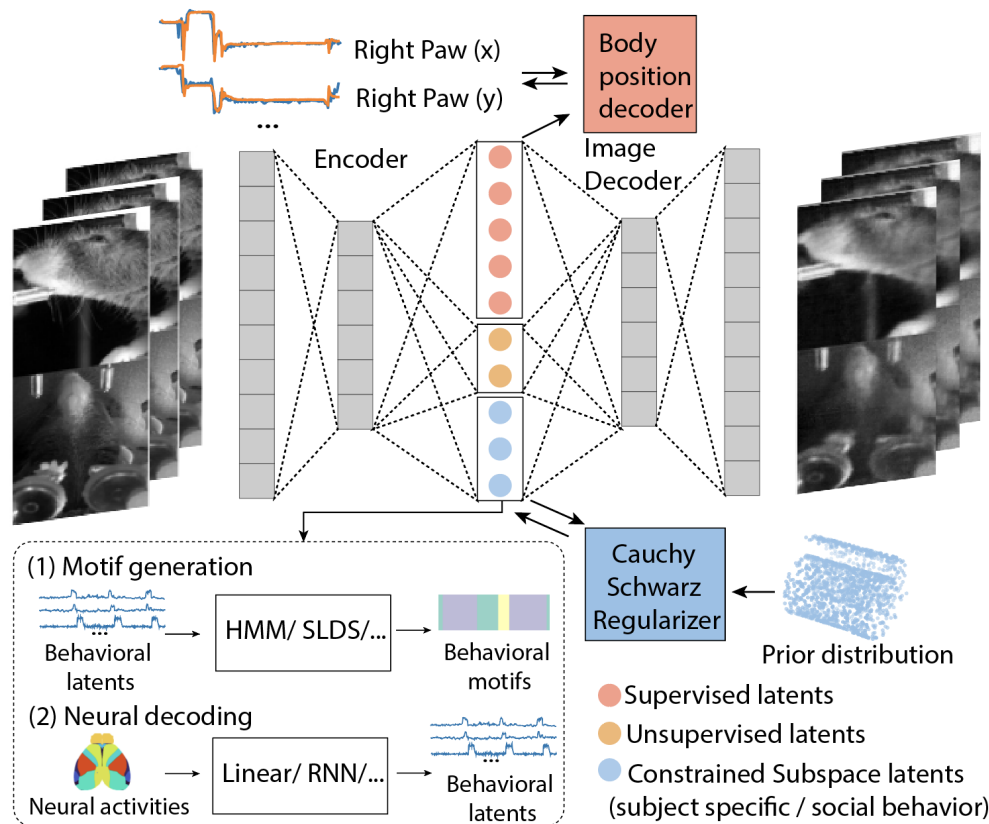 Right Paw (x)
Right Paw (y)
...
Body
position
decoder
Encoder
Image
Decoder
(1) Motif generation
...
Behavioral
latents
HMM/ SLDS/...
Behavioral
motifs
(2) Neural decoding
Neural activities
Linear/ RNN/...
...
Behavioral
latents
Cauchy
Schwarz
Regularizer
Prior distribution
Supervised latents
Unsupervised latents
Constrained Subspace latents
(subject specific / social behavior)